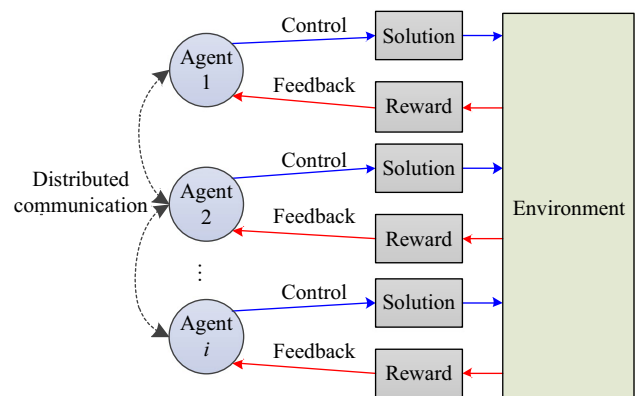 Control
Solution
Agent
1
Feedback
Reward
Control
Solution
Distributed
communication
Agent
2
Environment
Feedback
Reward
...
Control
Solution
Agent
i
Feedback
Reward